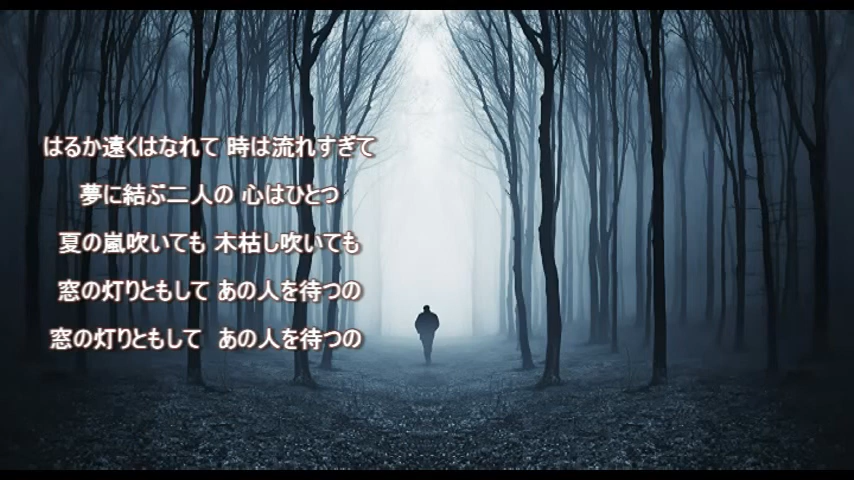 はるか遠くはなれて 時は流れすぎて
夢に結ぶ二人の 心はひとつ
夏の嵐吹いても 木枯し吹いても
窓の灯りともして あの人を待つの
窓の灯りともして　あの人を待つの